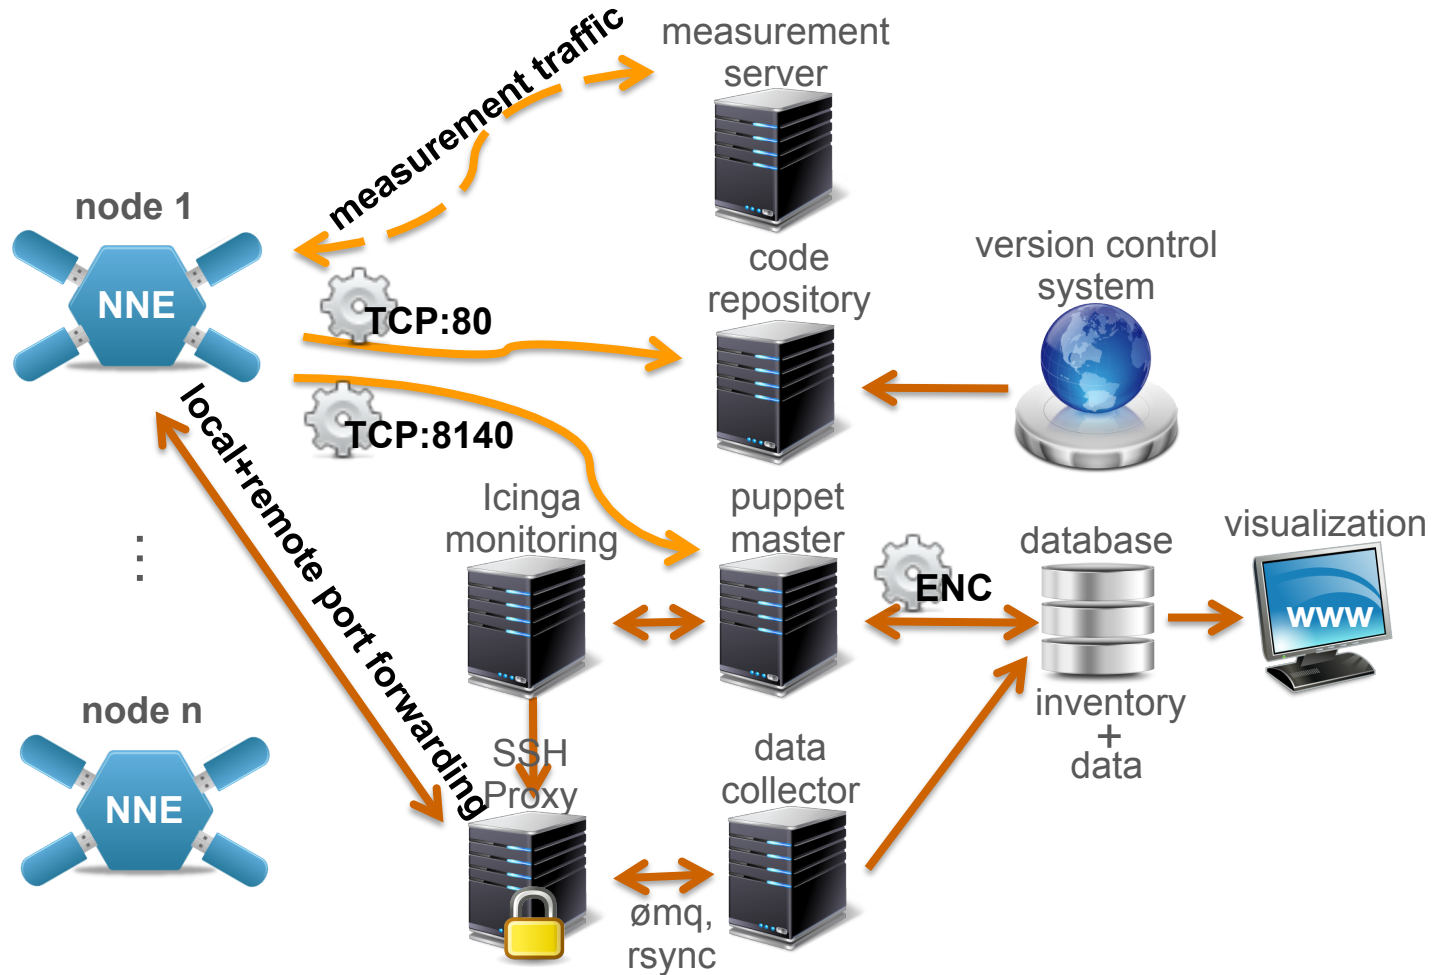 measurement
server
measurement traffic
node 1
NNE
code
repository
version control
system
TCP:80
TCP:8140
local+remote port forwarding
Icinga
monitoring
puppet
master
ENC
database
visualization
www
⋮
node n
NNE
inventory
+
data
SSH
Proxy
data
collector
ømq,
rsync